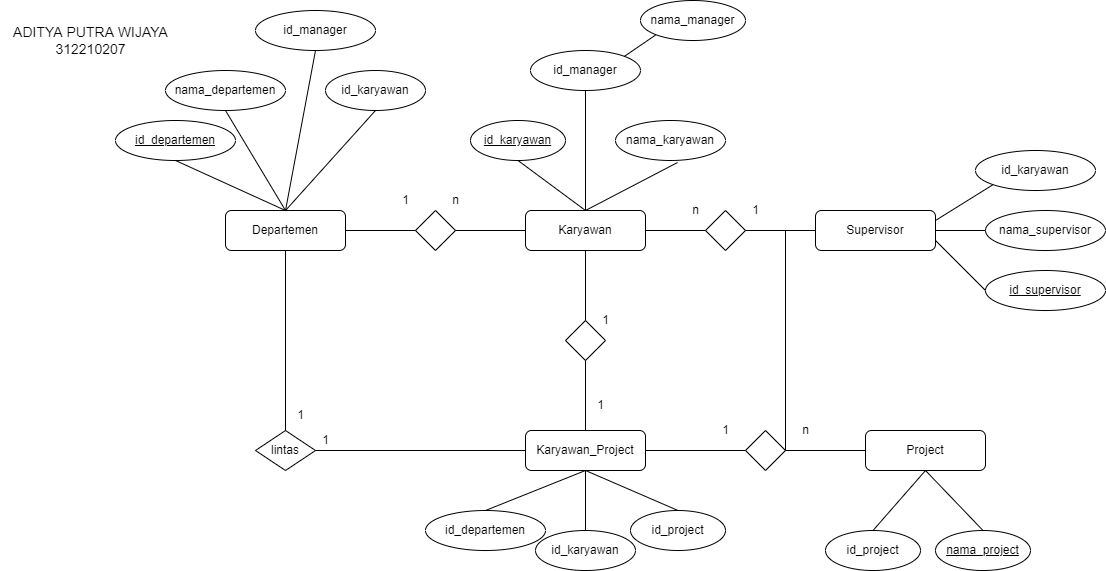 ADITYA PUTRA WIJAYA
312210207
id_manager
nama_manager
id_manager
nama_departemen
id_karyawan
id_departemen
id_karyawan
nama_karyawan
id_karyawan
1
n
n
1
Departemen
Karyawan
Supervisor
nama_supervisor
id_supervisor
1
1
1
lintas
1
Karyawan_Project
1
n
Project
id_departemen
id_karyawan
id_project
id_project
nama_project